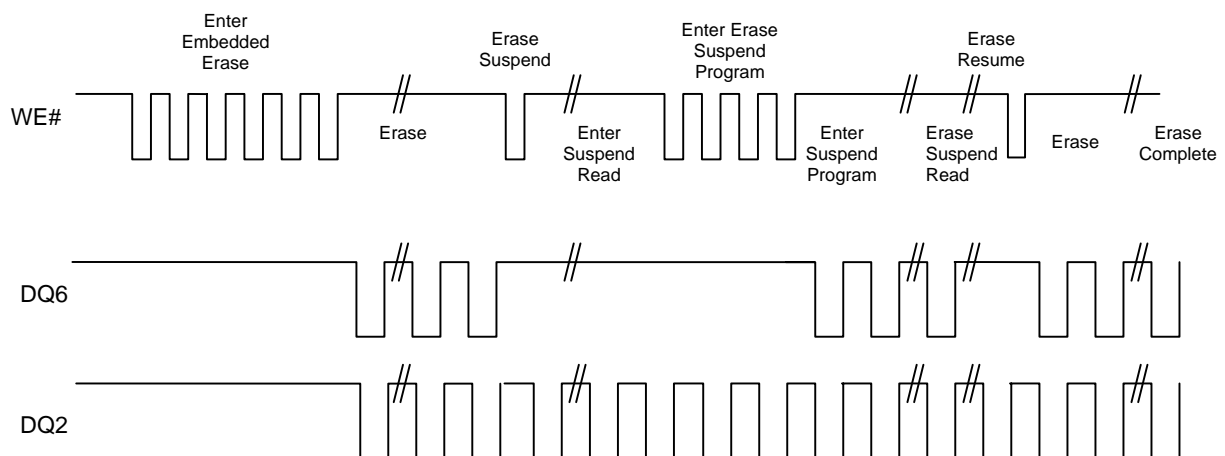 Enter
Embedded
Erase
Erase
Suspend
Enter Erase
Suspend
Program
Erase
Resume
WE#
Erase
Enter
Suspend
Read
Enter
Suspend
Program
Erase
Suspend
Read
Erase
Erase
Complete
DQ6
DQ2